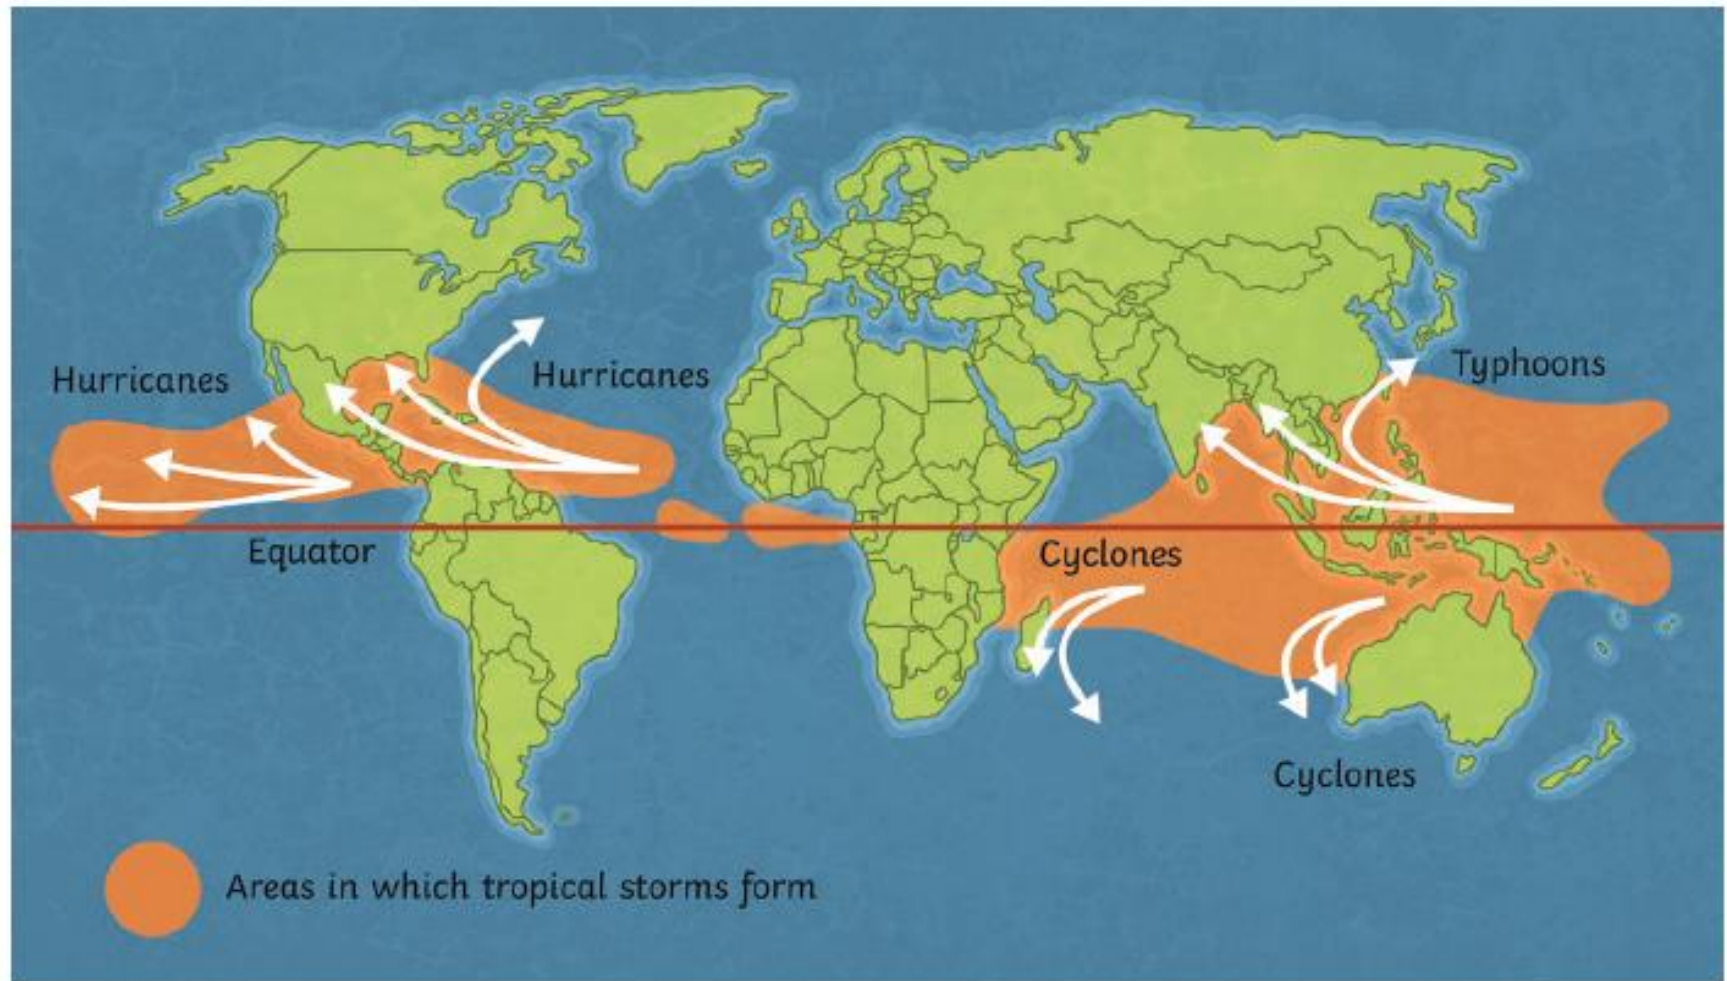 Hurricanes
Hurricanes
Typhoons
Equator
Cyclones
Cyclones
Areas in which tropical storms form